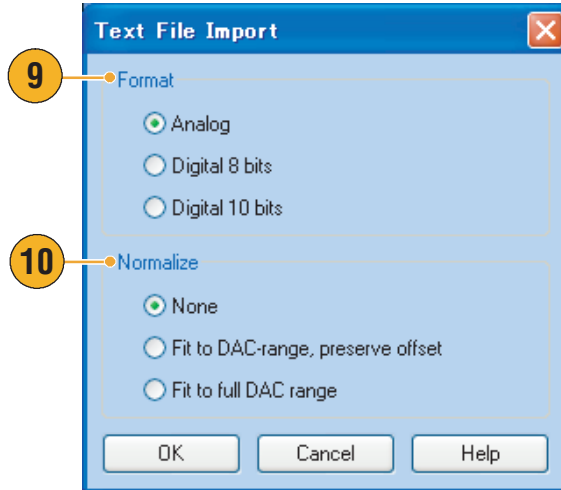 Text File Import
9
Format
Analog
Digital 8 bits
Digital 10 bits
10
Normalize
None
Fit to DAC-range, preserve offset
Fit to full DAC range
OK Cancel Help